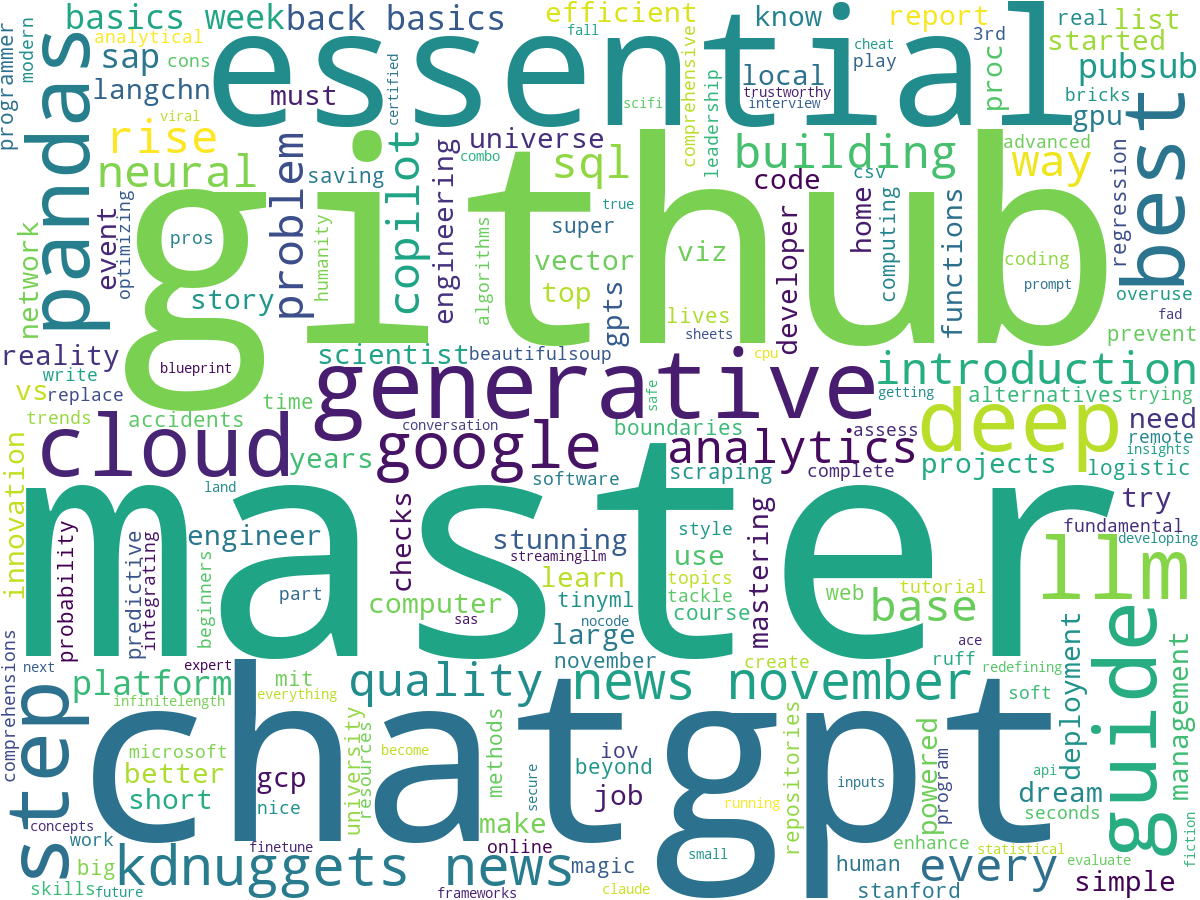 basics week
back basics
efficient
fall
know
report
real
list
modern
programmer
analytical
sap
cons
essential
cheat
play
3rd
started
pandas
langchn
must
certified
scifi
comprehensive
leadership
local
trustworthy
interview
proc
pubsub
bricks
gpu
best
viral
rise
neural
problem
saving
copilot
engineering
universe
combo
sql
building
code
csv
advanced
way
regression
github
network
event
optimizing
pros
story
humanity
algorithms
super
true
vector
top
viz
gpts
developer
home
computing
functions
coding
prompt
overuse
fad
prevent
lives
sheets
reality
write
vs
replace
blueprint
scientist
beautifulsoup
cpu
introduction
getting
generative
safe
alternatives
trying
trends
accidents
time
conversation
boundaries
assess
deep
need
remote
insights
cloud
years
google
analytics
scraping
complete
projects
logistic
innovation
land
software
try
master
llm
probability
predictive
integrating
engineer
beginners
checks
stunning
streamingllm
style
use
mastering
fundamental
developing
part
learn
tinyml
topics
tackle
course
web
tutorial
base
computer
sas
nocode
large
november
create
ace
ruff
redefining
deployment
guide
management
comprehensions
next
step
platform
expert
mit
infinitelength
everything
quality
news november
soft
chatgpt
microsoft
better
short
gcp
nice
university
resources
become
methods
iov
beyond
secure
job
running
repositories
inputs
powered
program
api
dream
seconds
concepts
work
finetune
make
online
small
enhance
statistical
evaluate
fiction
big
skills
future
kdnuggets news
magic
frameworks
claude
human
stanford
every
simple